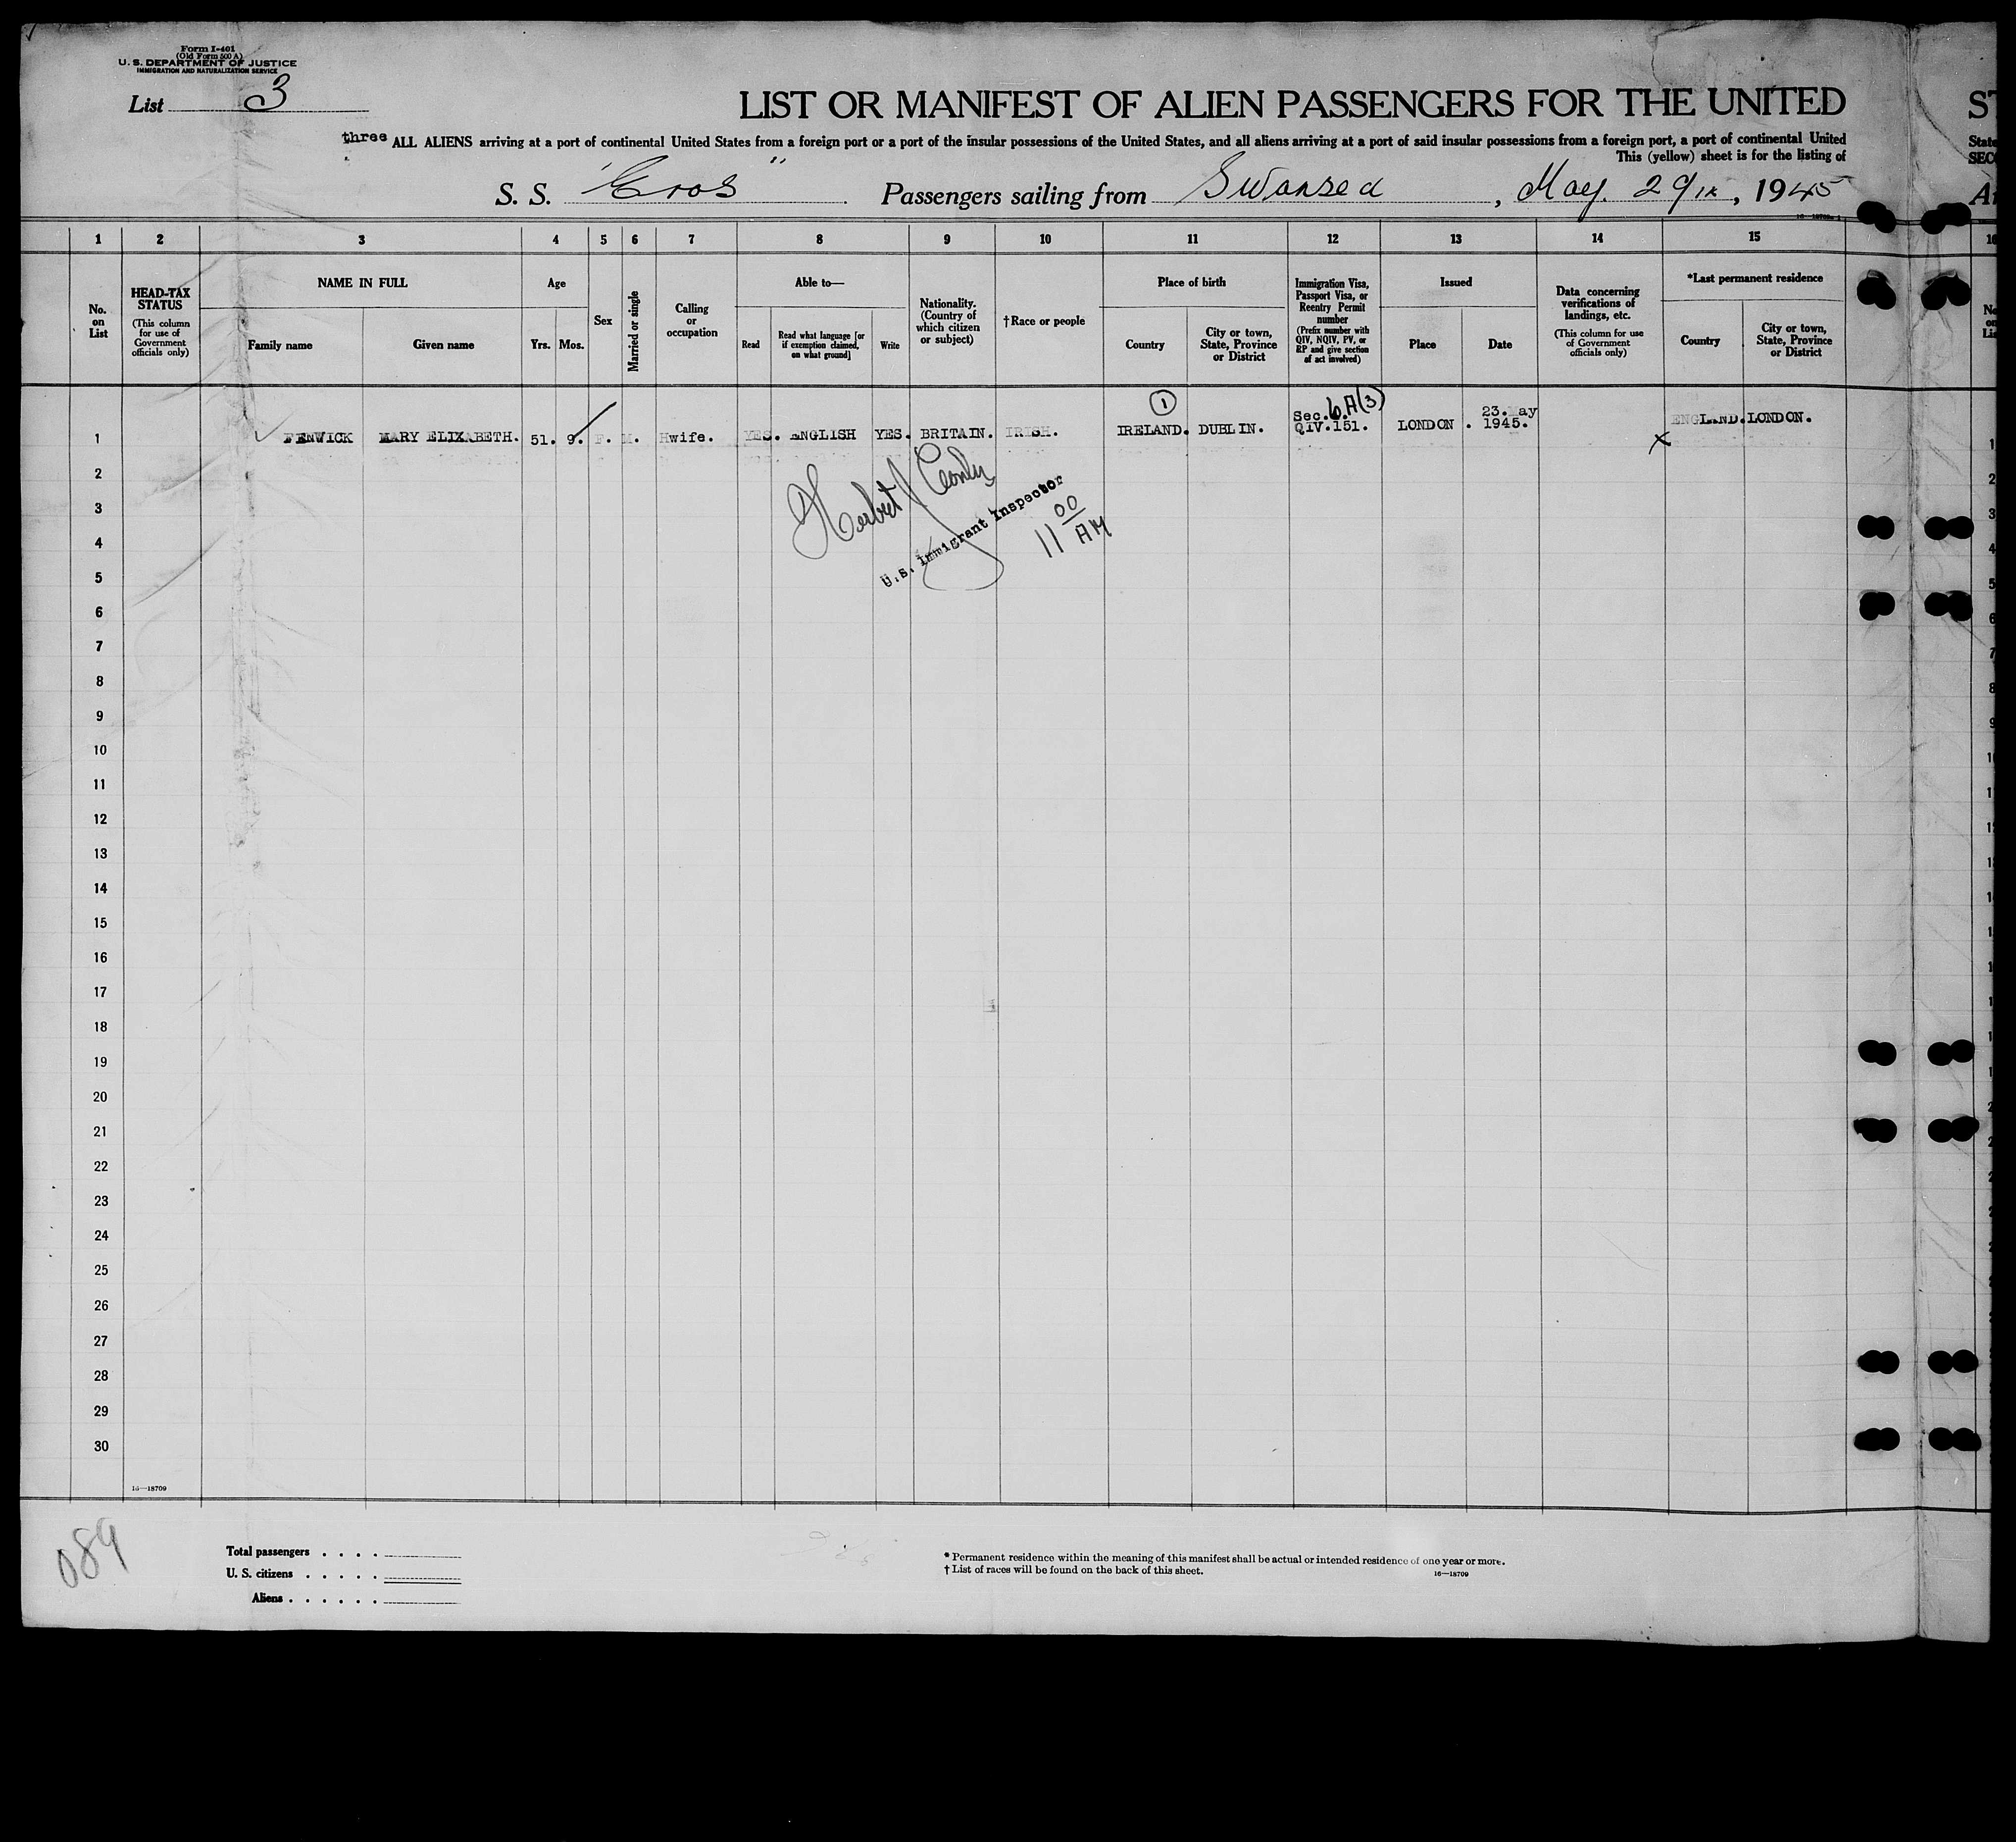 Form I-401
(Old Form 500 A)
U. S. DEPARTMENT OF JUSTICE
IMMIGRATION AND NATURALIZATION SERVICE
List 3
LIST OR MANIFEST OF ALIEN PASSENGERS FOR THE UNITED
ST
three ALL ALIENS arriving at a port of continental United States from a foreign port or a part of the insular possessions of the United States, and all aliens arriving at a port of said insular possessions from a foreign port, a part of continental United
State
This (yellow) sheet is for the listing of
SEC
S. S. "Eros" Passengers sailing from Swansea, May. 29th, 1945
1 2 3 4 5 6 7 8 9 10 11 12 13 14 15
No. on List
HEAD-TAX STATUS
(This column for use of Government officials only)
NAME IN FULL
Family name
Given name
Age
Yrs. Mos.
Sex
Married or single
Calling or occupation
Able to—
Read
Read what language [or if exemption claimed, on what ground]
Write
Nationality. (Country of which citizen or subject)
†Race or people
Place of birth
Country
City or town, State, Province or District
Immigration Visa, Passport Visa, or Reentry Permit number
(Prefix number with QIV, NQIV, PV, or RP and give section of act involved)
Issued
Place
Date
Data concerning verifications of landings, etc.
(This column for use of Government officials only)
*Last permanent residence
Country
City or town, State, Province or District
1
Sec. 6 A(3)
23. May
1 FENWICK MARY ELIXABETH. 51. 9. F. M. Hwife. YES. ENGLISH YES. BRITAIN. IRISH. IRELAND. DUBLIN. QIV.151. LONDON. 1945. x ENGLAND. LONDON.
2
3
4
5
6
7
8
9
10
11
12
13
14
15
16
17
18
19
20
21
22
23
24
25
26
27
28
29
30
Herbert
U.S. Immigrant Inspector
11 00 AM
16—18709
089
Total passengers . . . .
U. S. citizens . . . . .
Aliens . . . . . .
* Permanent residence within the meaning of this manifest shall be actual or intended residence of one year or more.
† List of races will be found on the back of this sheet.
16—18709